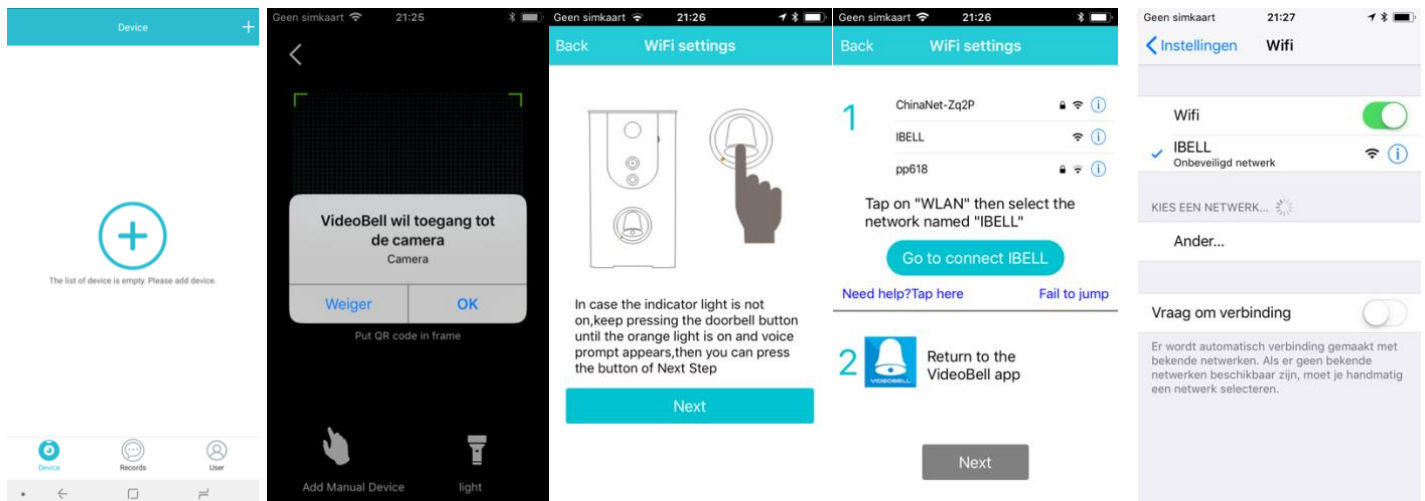 Device
The list of device is empty. Please add device.
Device
Records
User
Geen simkaart
21:25
VideoBell wil toegang tot
de camera
Camera
Weiger
OK
Put QR code in frame
Add Manual Device
light
Geen simkaart
21:26
Back
WiFi settings
In case the indicator light is not
on,keep pressing the doorbell button
until the orange light is on and voice
prompt appears,then you can press
the button of Next Step
Next
Geen simkaart
21:26
Back
WiFi settings
1
ChinaNet-Zq2P
IBELL
pp618
Tap on "WLAN" then select the
network named "IBELL"
Go to connect IBELL
Need help?Tap here
Fail to jump
2
VIDEOBELL
Return to the
VideoBell app
Next
Geen simkaart
21:27
Instellingen
Wifi
Wifi
IBELL
Onbeveiligd netwerk
KIES EEN NETWERK...
Ander...
Vraag om verbinding
Er wordt automatisch verbinding gemaakt met
bekende netwerken. Als er geen bekende
netwerken beschikbaar zijn, moet je handmatig
een netwerk selecteren.